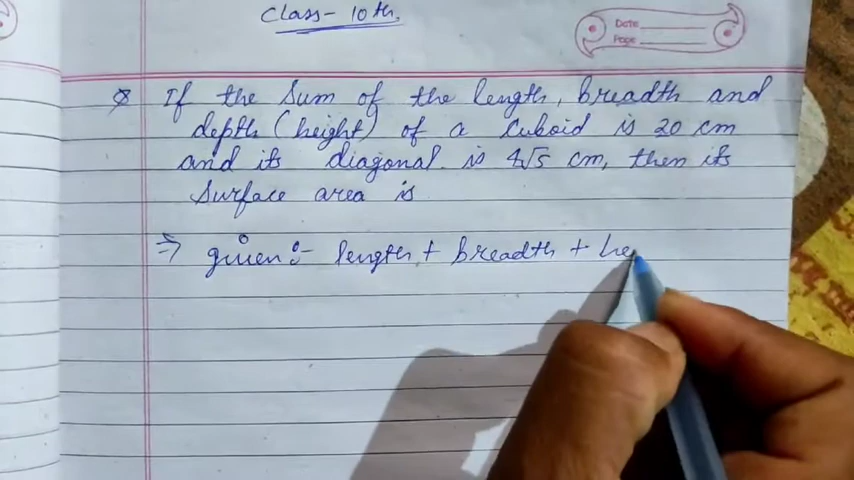 Class - 10th.
Date
Page
Q If the Sum of the length, breadth and
depth (height) of a Cuboid is 20 cm
and its diagonal is 4√5 cm, then its
Surface area is
⇒ given :- length + breadth + he